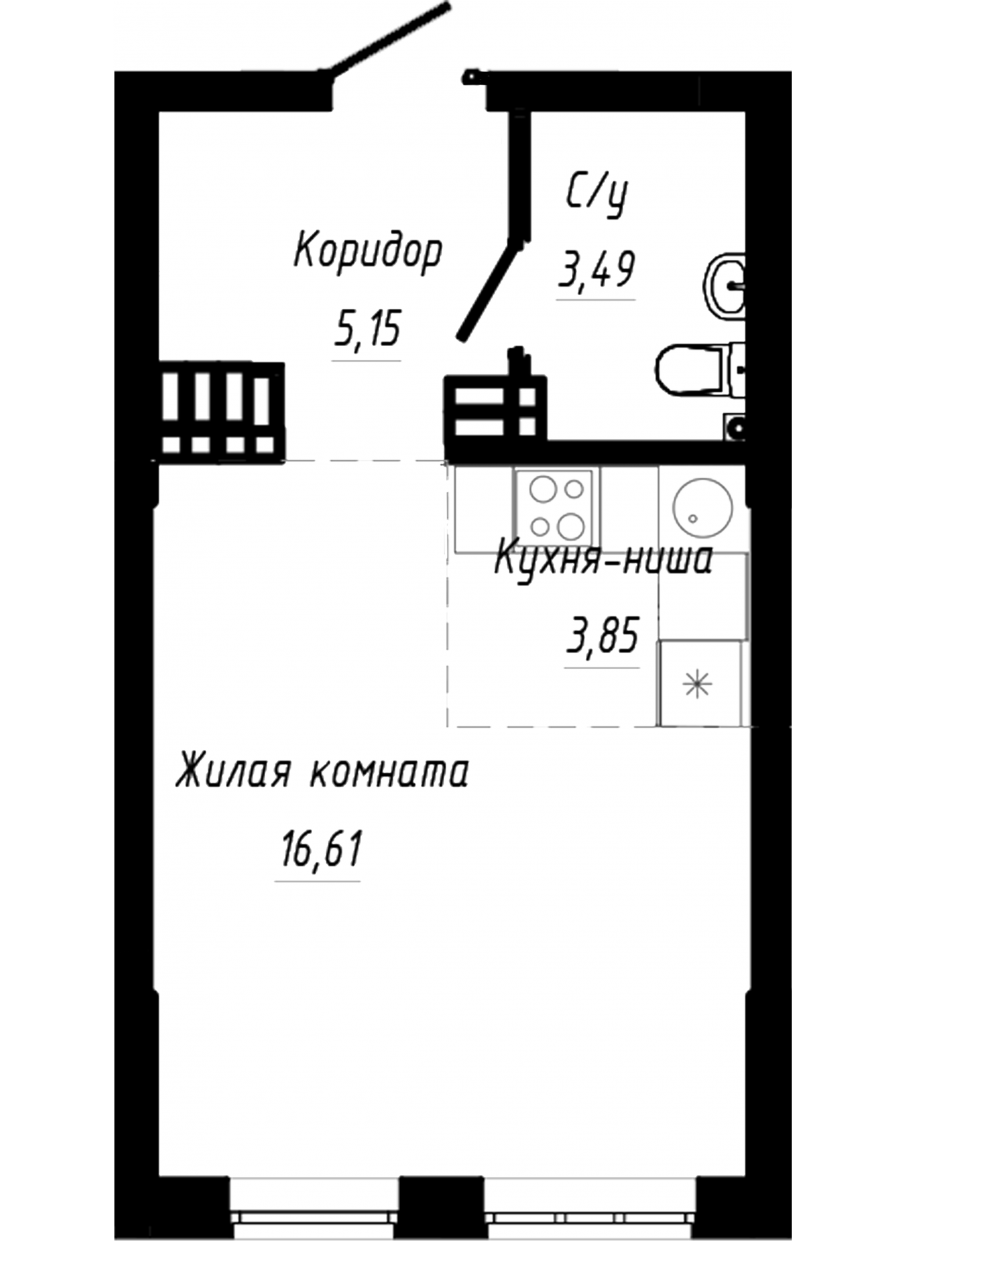 С/у
3,49
Коридор
5,15
Кухня-ниша
3,85
Жилая комната
16,61